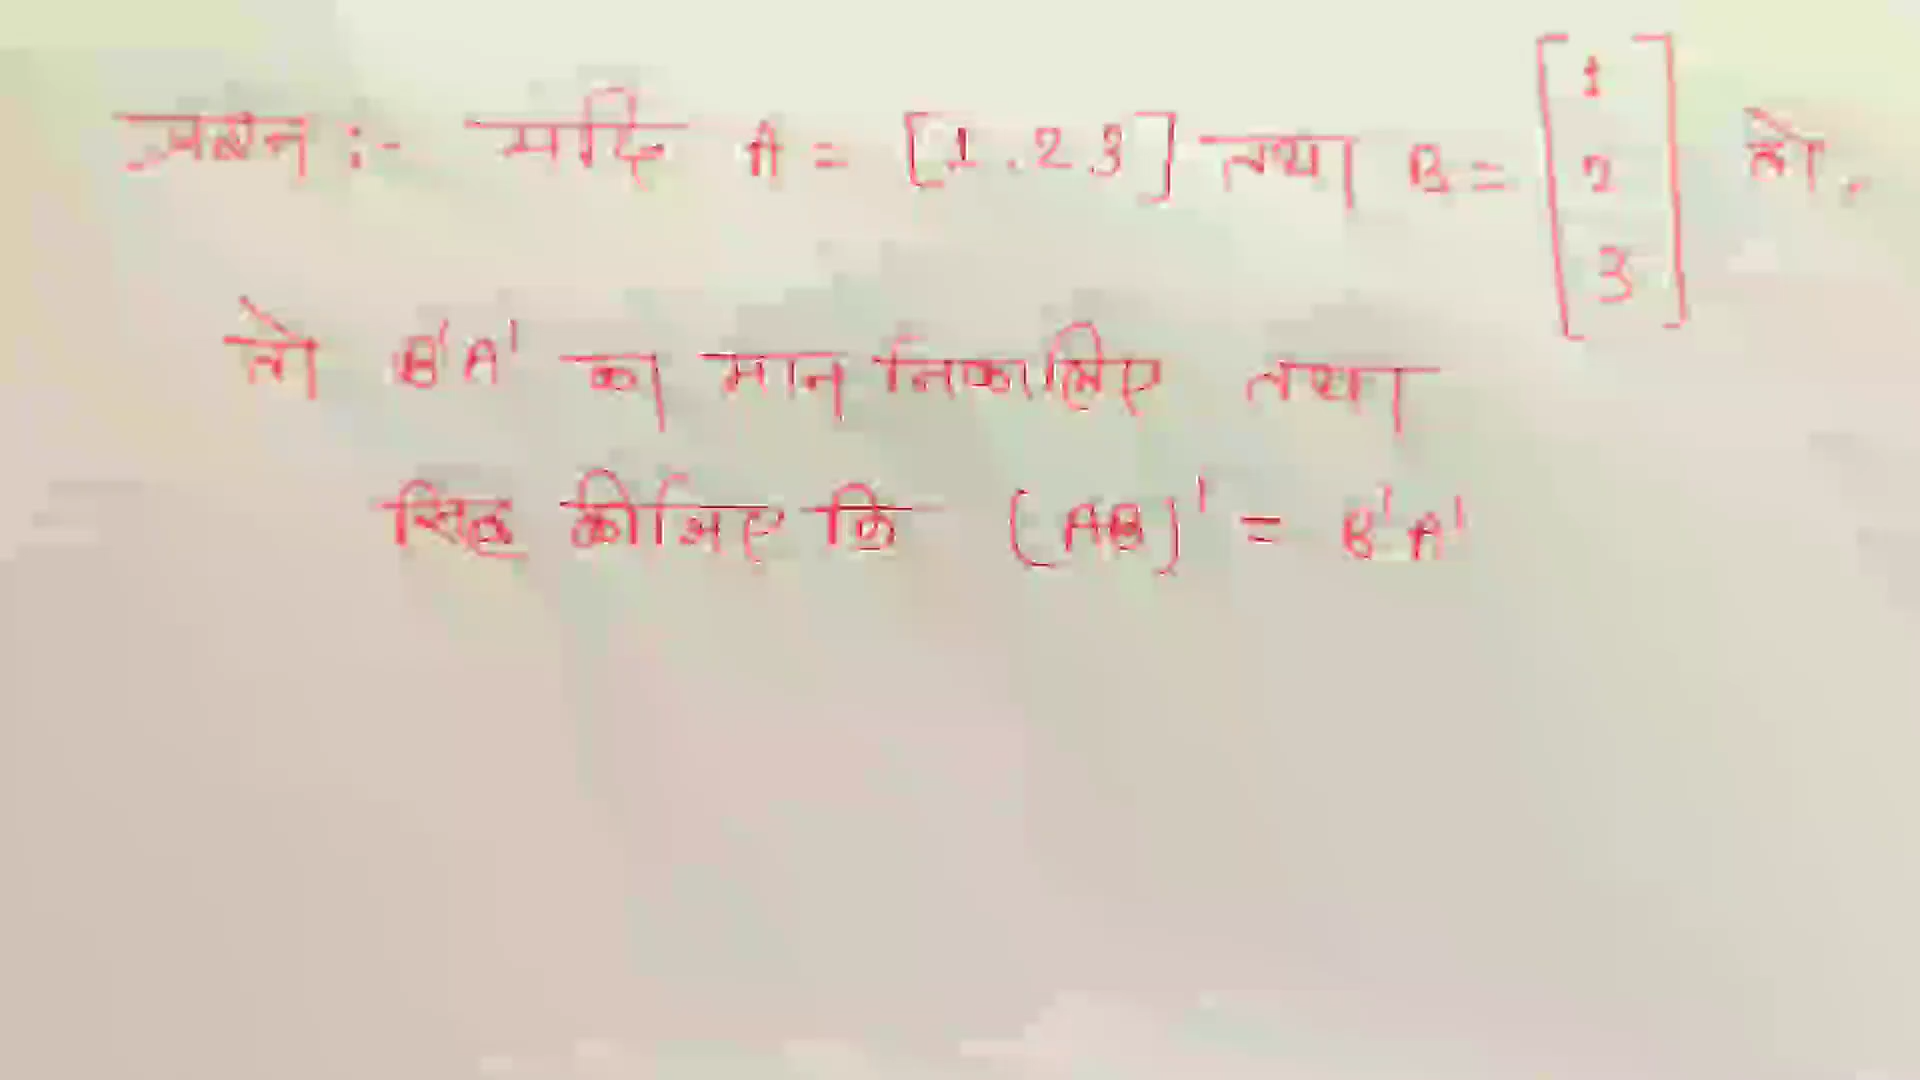 प्रश्न :- यदि A = [1 . 2 3] तथा B = [1 2 3] तो,
तो B'A' का मान निकालिए तथा
सिद्ध कीजिए कि (AB)' = B'A'